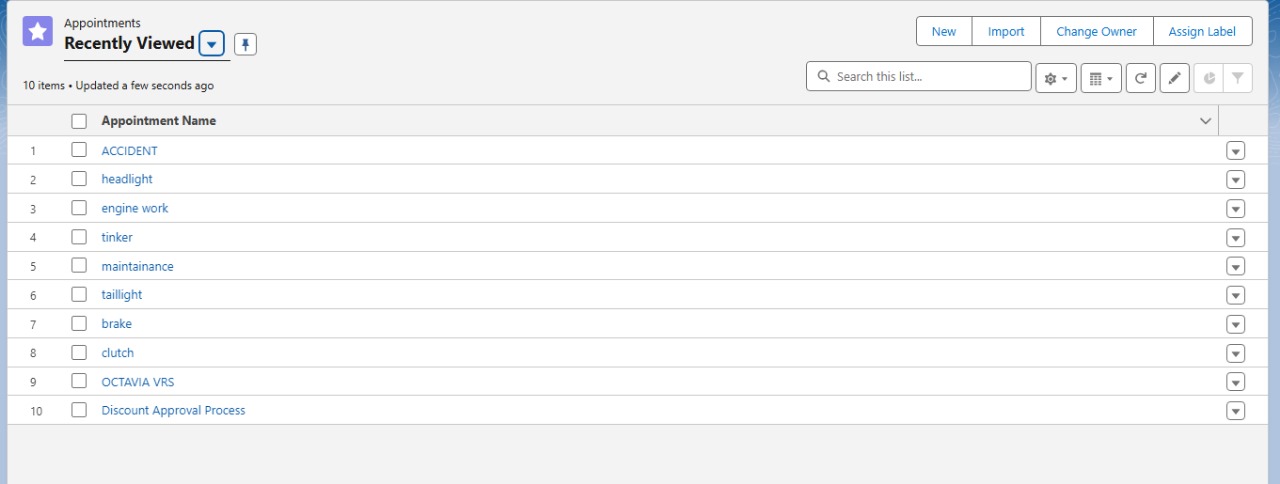 Appointments
Recently Viewed
New Import Change Owner Assign Label
10 items • Updated a few seconds ago
Search this list...
Appointment Name
1 ACCIDENT
2 headlight
3 engine work
4 tinker
5 maintainance
6 taillight
7 brake
8 clutch
9 OCTAVIA VRS
10 Discount Approval Process